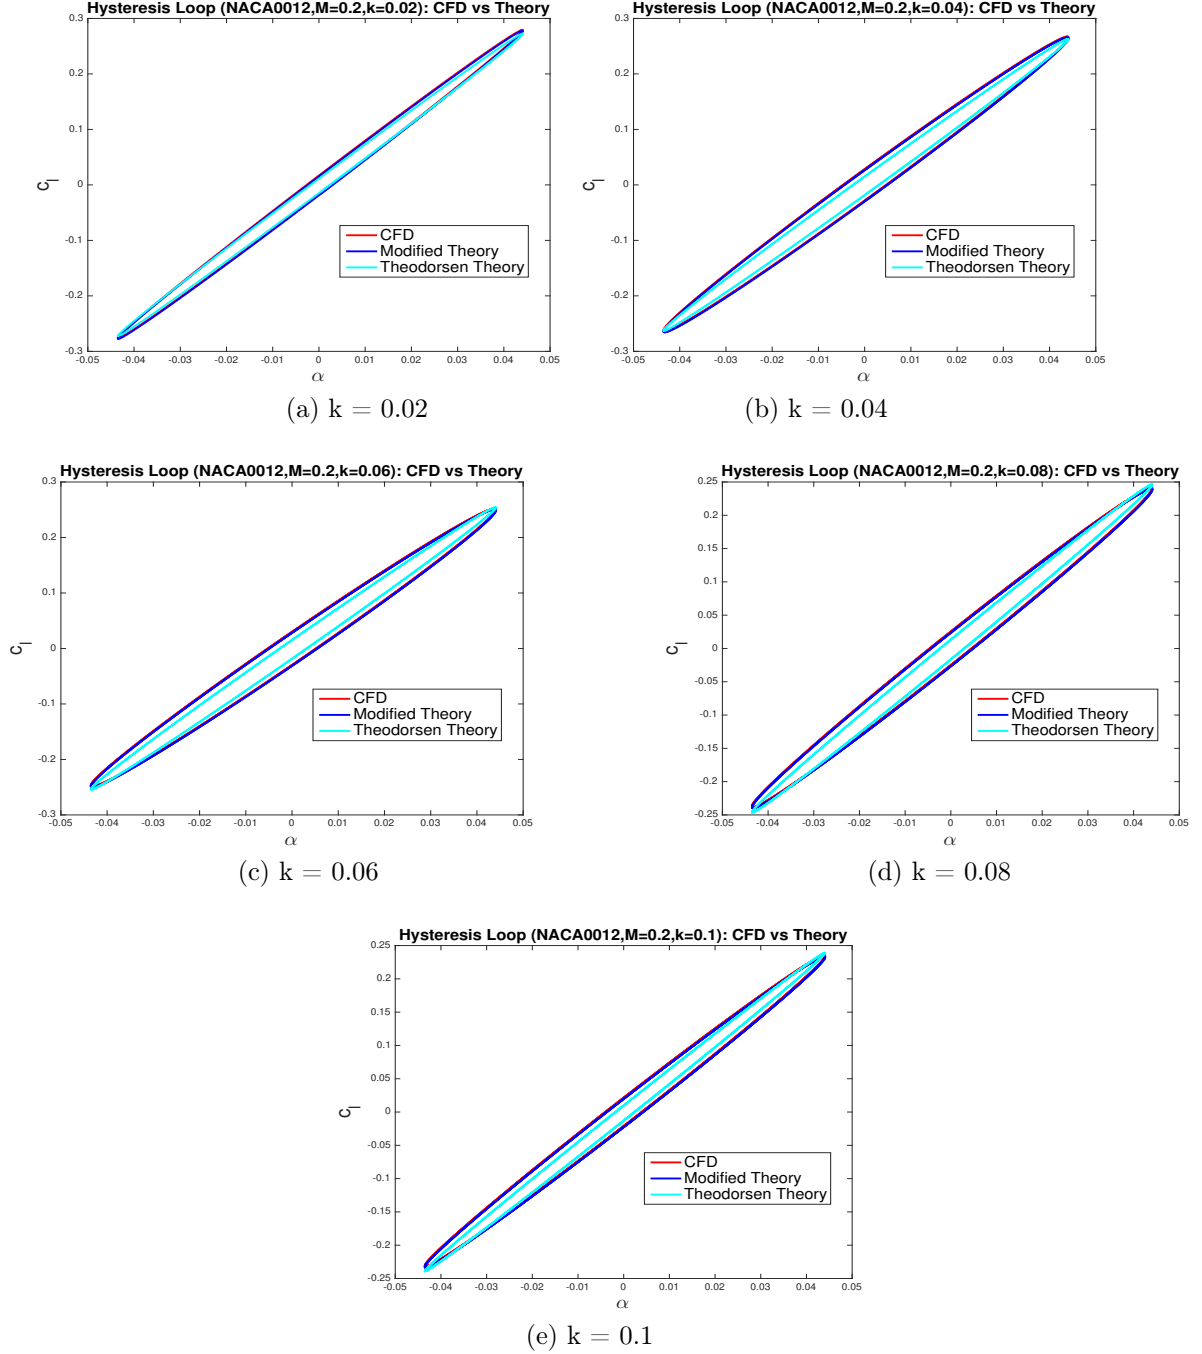 Hysteresis Loop (NACA0012,M=0.2,k=0.02): CFD vs Theory
0.3
0.2
0.1
0
-0.1
-0.2
-0.3
-0.05 -0.04 -0.03 -0.02 -0.01 0 0.01 0.02 0.03 0.04 0.05
C_l
α
CFD
Modified Theory
Theodorsen Theory
(a) k = 0.02
Hysteresis Loop (NACA0012,M=0.2,k=0.04): CFD vs Theory
0.3
0.2
0.1
0
-0.1
-0.2
-0.3
-0.05 -0.04 -0.03 -0.02 -0.01 0 0.01 0.02 0.03 0.04 0.05
C_l
α
CFD
Modified Theory
Theodorsen Theory
(b) k = 0.04
Hysteresis Loop (NACA0012,M=0.2,k=0.06): CFD vs Theory
0.3
0.2
0.1
0
-0.1
-0.2
-0.3
-0.05 -0.04 -0.03 -0.02 -0.01 0 0.01 0.02 0.03 0.04 0.05
C_l
α
CFD
Modified Theory
Theodorsen Theory
(c) k = 0.06
Hysteresis Loop (NACA0012,M=0.2,k=0.08): CFD vs Theory
0.25
0.2
0.15
0.1
0.05
0
-0.05
-0.1
-0.15
-0.2
-0.25
-0.05 -0.04 -0.03 -0.02 -0.01 0 0.01 0.02 0.03 0.04 0.05
C_l
α
CFD
Modified Theory
Theodorsen Theory
(d) k = 0.08
Hysteresis Loop (NACA0012,M=0.2,k=0.1): CFD vs Theory
0.25
0.2
0.15
0.1
0.05
0
-0.05
-0.1
-0.15
-0.2
-0.25
-0.05 -0.04 -0.03 -0.02 -0.01 0 0.01 0.02 0.03 0.04 0.05
C_l
α
CFD
Modified Theory
Theodorsen Theory
(e) k = 0.1